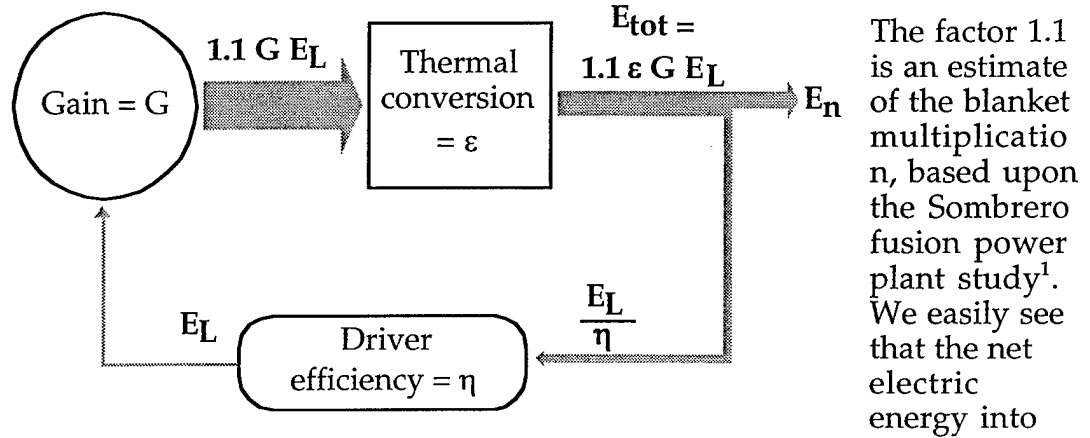 E_tot =
1.1 G E_L
1.1 ε G E_L
Gain = G
Thermal
conversion
= ε
E_n
E_L
E_L
η
Driver
efficiency = η
The factor 1.1
is an estimate
of the blanket
multiplicatio
n, based upon
the Sombrero
fusion power
plant study¹.
We easily see
that the net
electric
energy into